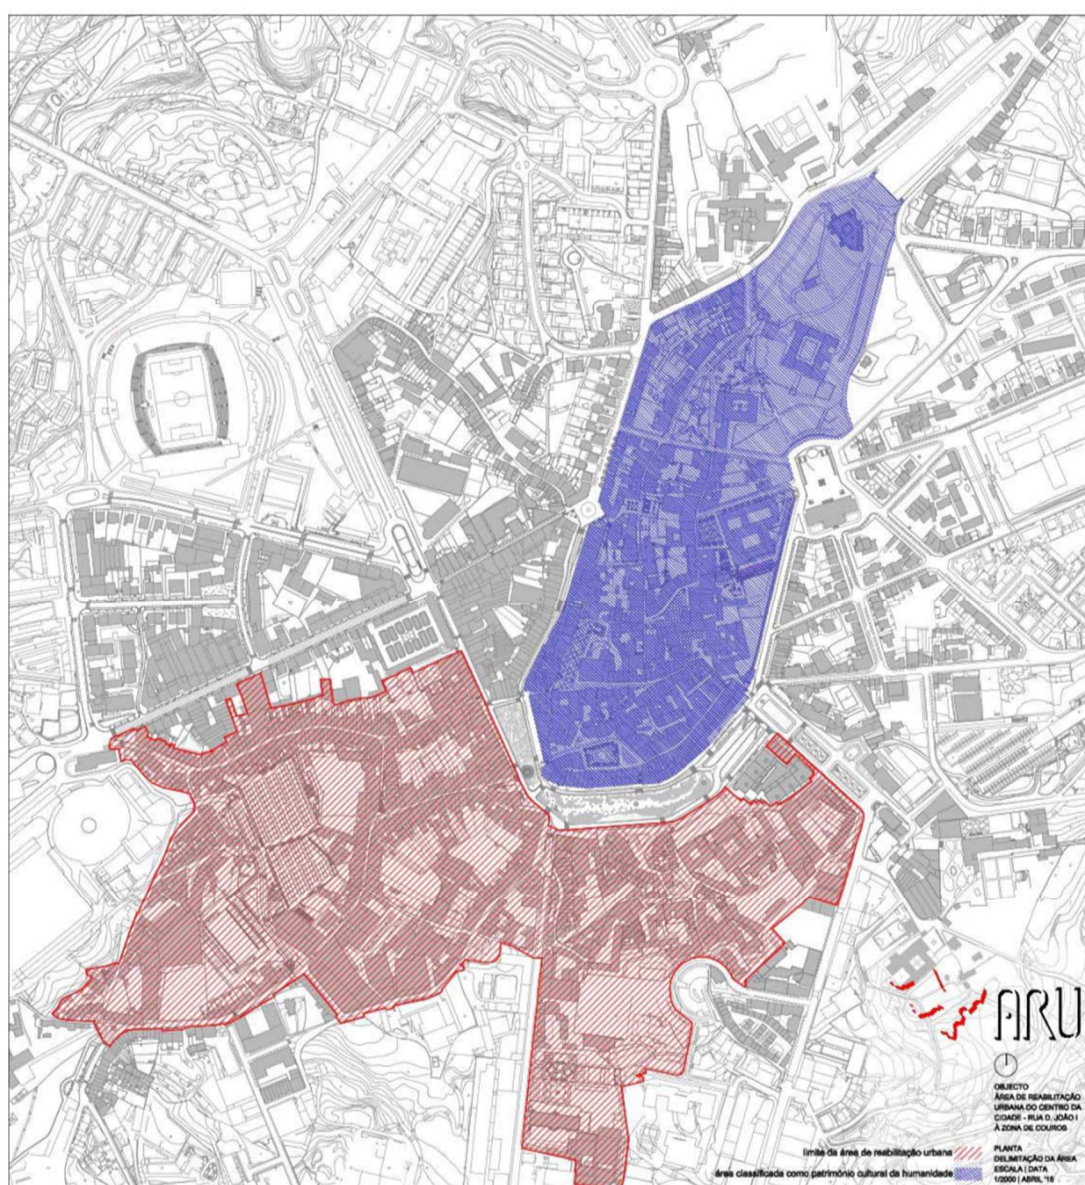 ARU
OBJECTO
ÁREA DE REABILITAÇÃO
URBANA DO CENTRO DA
CIDADE - RUA D. JOÃO I
À ZONA DE COUROS
limite da área de reabilitação urbana
área classificada como património cultural da humanidade
PLANTA
DELIMITAÇÃO DA ÁREA
ESCALA | DATA
1/2000 | ABRIL '18